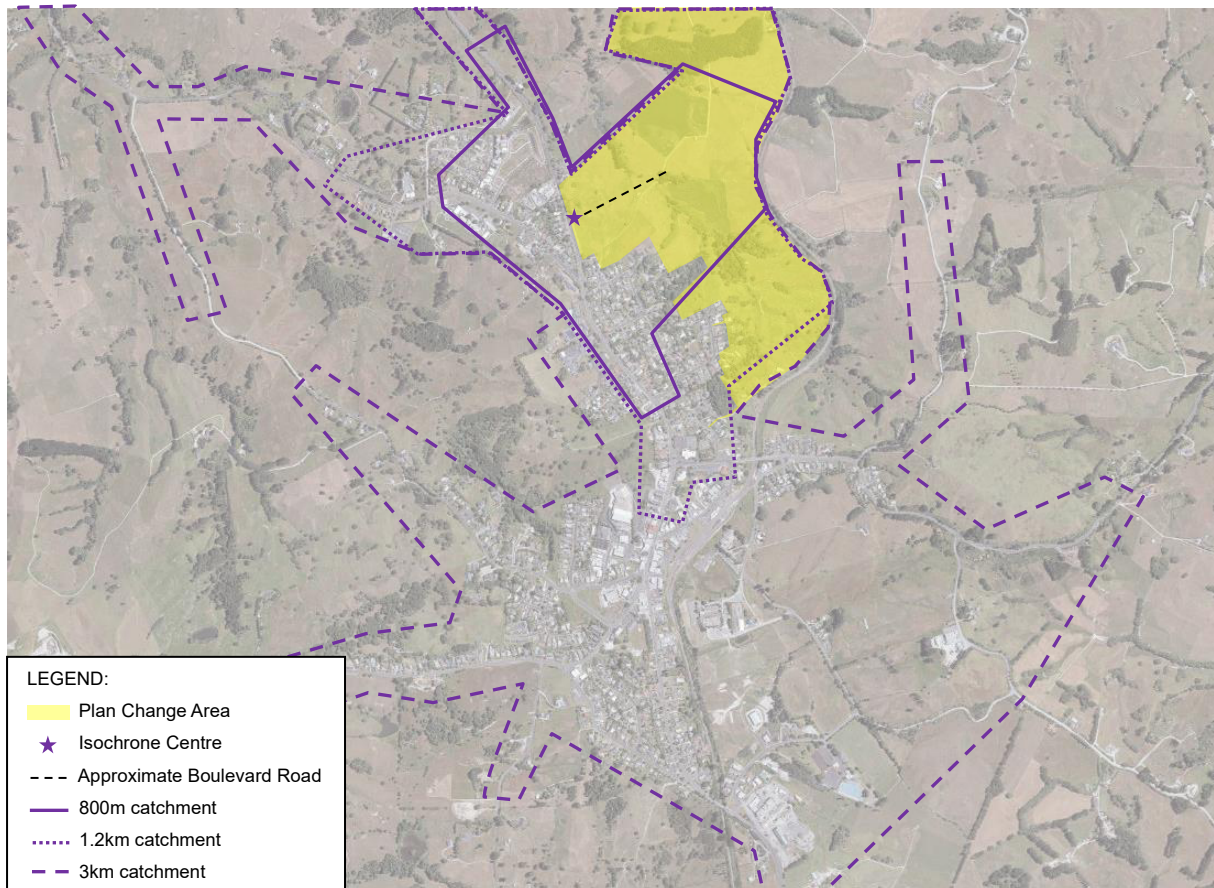 LEGEND:
Plan Change Area
Isochrone Centre
Approximate Boulevard Road
800m catchment
1.2km catchment
3km catchment